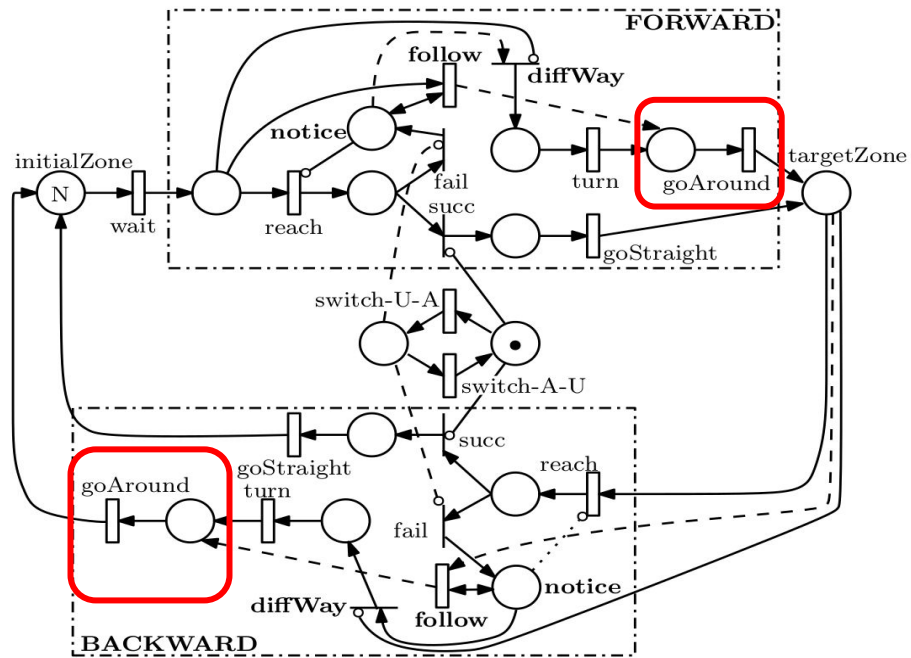 FORWARD
follow
diffWay
notice
initialZone
N
wait
reach
fail
succ
turn
goAround
targetZone
goStraight
switch-U-A
switch-A-U
succ
reach
goStraight
goAround
turn
fail
notice
follow
diffWay
BACKWARD